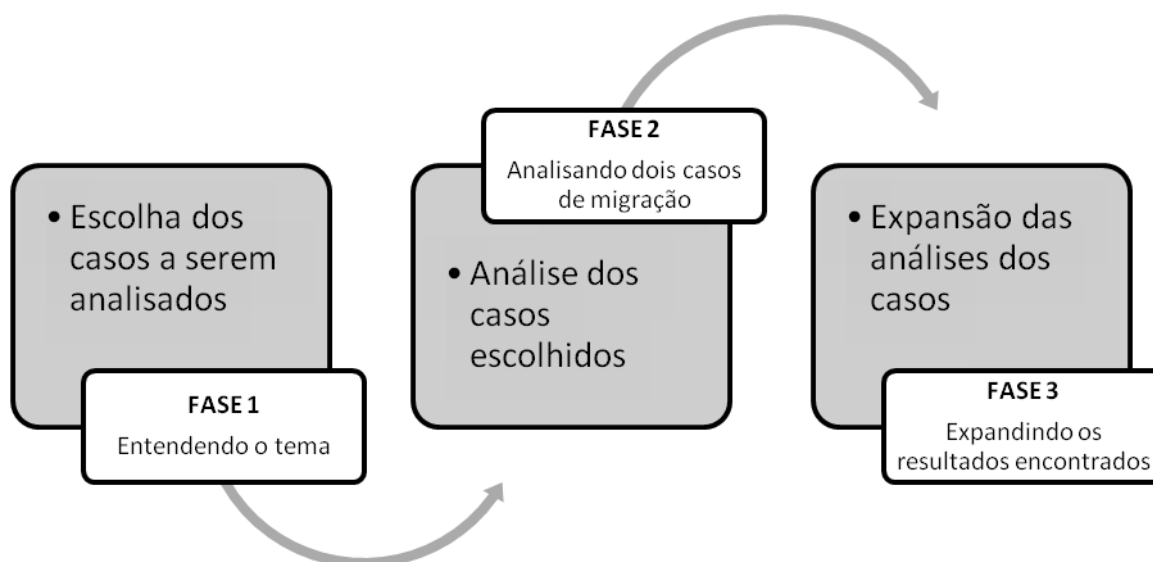 • Escolha dos
casos a serem
analisados
FASE 1
Entendendo o tema
FASE 2
Analisando dois casos
de migração
• Análise dos
casos
escolhidos
• Expansão das
análises dos
casos
FASE 3
Expandindo os
resultados encontrados